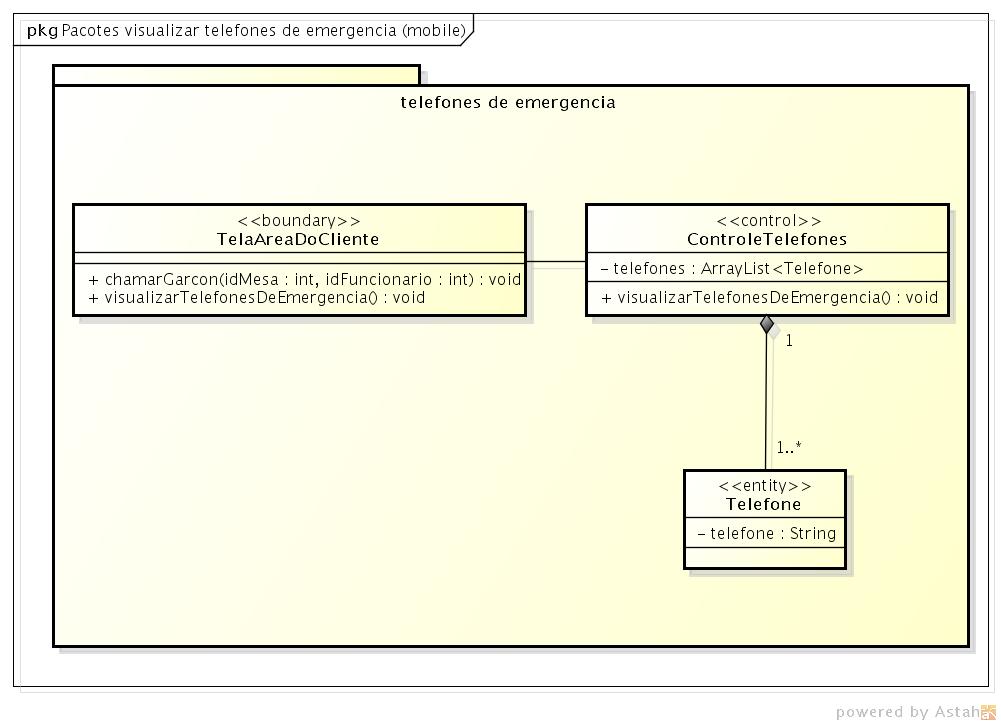 pkg Pacotes visualizar telefones de emergencia (mobile)
telefones de emergencia
<<boundary>>
TelaAreaDoCliente
+ chamarGarcon(idMesa : int, idFuncionario : int) : void
+ visualizarTelefonesDeEmergencia() : void
<<control>>
ControleTelefones
- telefones : ArrayList<Telefone>
+ visualizarTelefonesDeEmergencia() : void
1
1..*
<<entity>>
Telefone
- telefone : String
powered by Astah